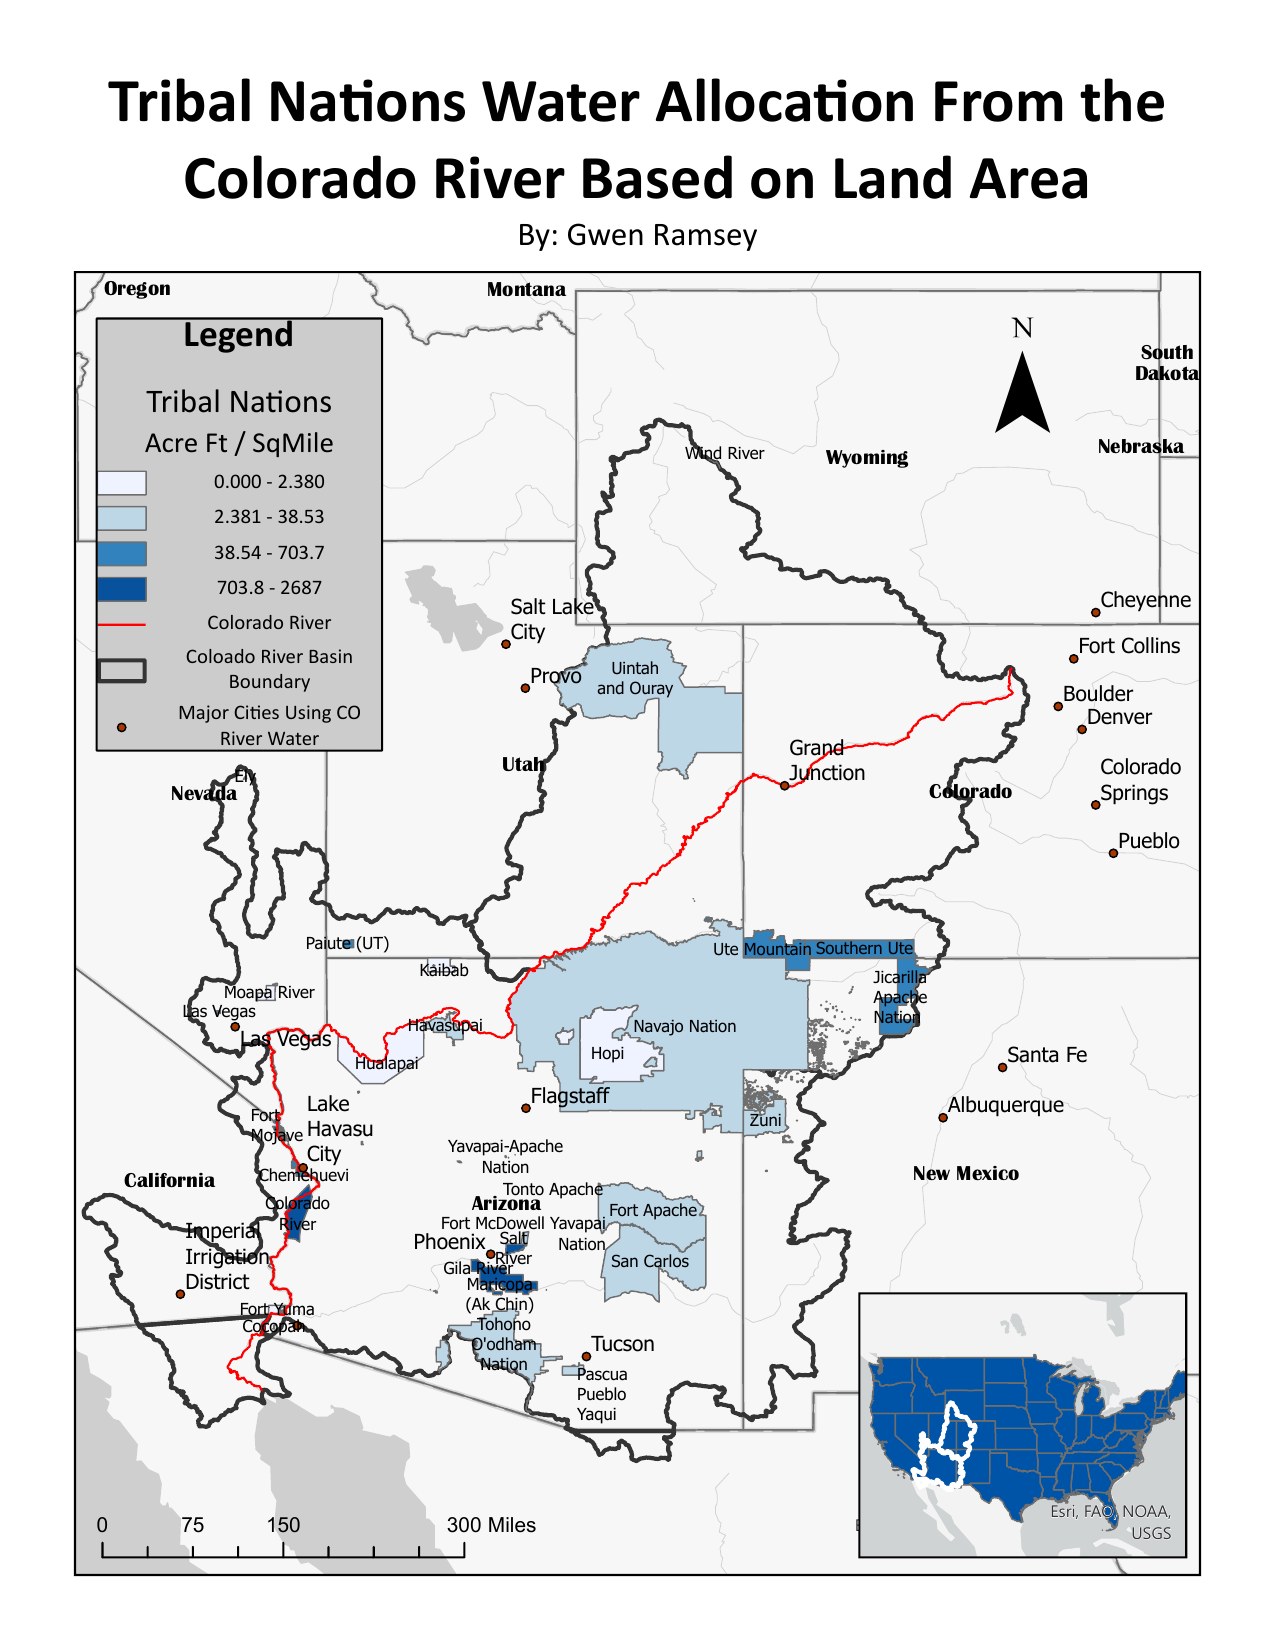 Tribal Nations Water Allocation From the
Colorado River Based on Land Area
By: Gwen Ramsey
Oregon
Montana
Legend
Tribal Nations
Acre Ft / SqMile
0.000 - 2.380
2.381 - 38.53
38.54 - 703.7
703.8 - 2687
Colorado River
Coloado River Basin
Boundary
Major Cities Using CO
River Water
N
South
Dakota
Nebraska
Wind River
Wyoming
Cheyenne
Salt Lake
City
Fort Collins
Provo
Uintah
and Ouray
Boulder
Denver
Grand
Junction
Utah
Ely
Nevada
Colorado
Colorado
Springs
Pueblo
Paiute (UT)
Ute Mountain
Southern Ute
Kaibab
Jicarilla
Apache
Nation
Moapa River
Las Vegas
Las Vegas
Havasupai
Navajo Nation
Hualapai
Hopi
Santa Fe
Flagstaff
Albuquerque
Lake
Havasu
City
Fort
Mojave
Zuni
Yavapai-Apache
Nation
Chemehuevi
California
New Mexico
Tonto Apache
Arizona
Colorado
River
Fort Apache
Fort McDowell Yavapai
Nation
Imperial
Irrigation
District
Phoenix
Salt
River
Gila River
San Carlos
Maricopa
(Ak Chin)
Fort Yuma
Cocopah
Tohono
O'odham
Nation
Tucson
Pascua
Pueblo
Yaqui
0 75 150 300 Miles
Esri, FAO, NOAA,
USGS